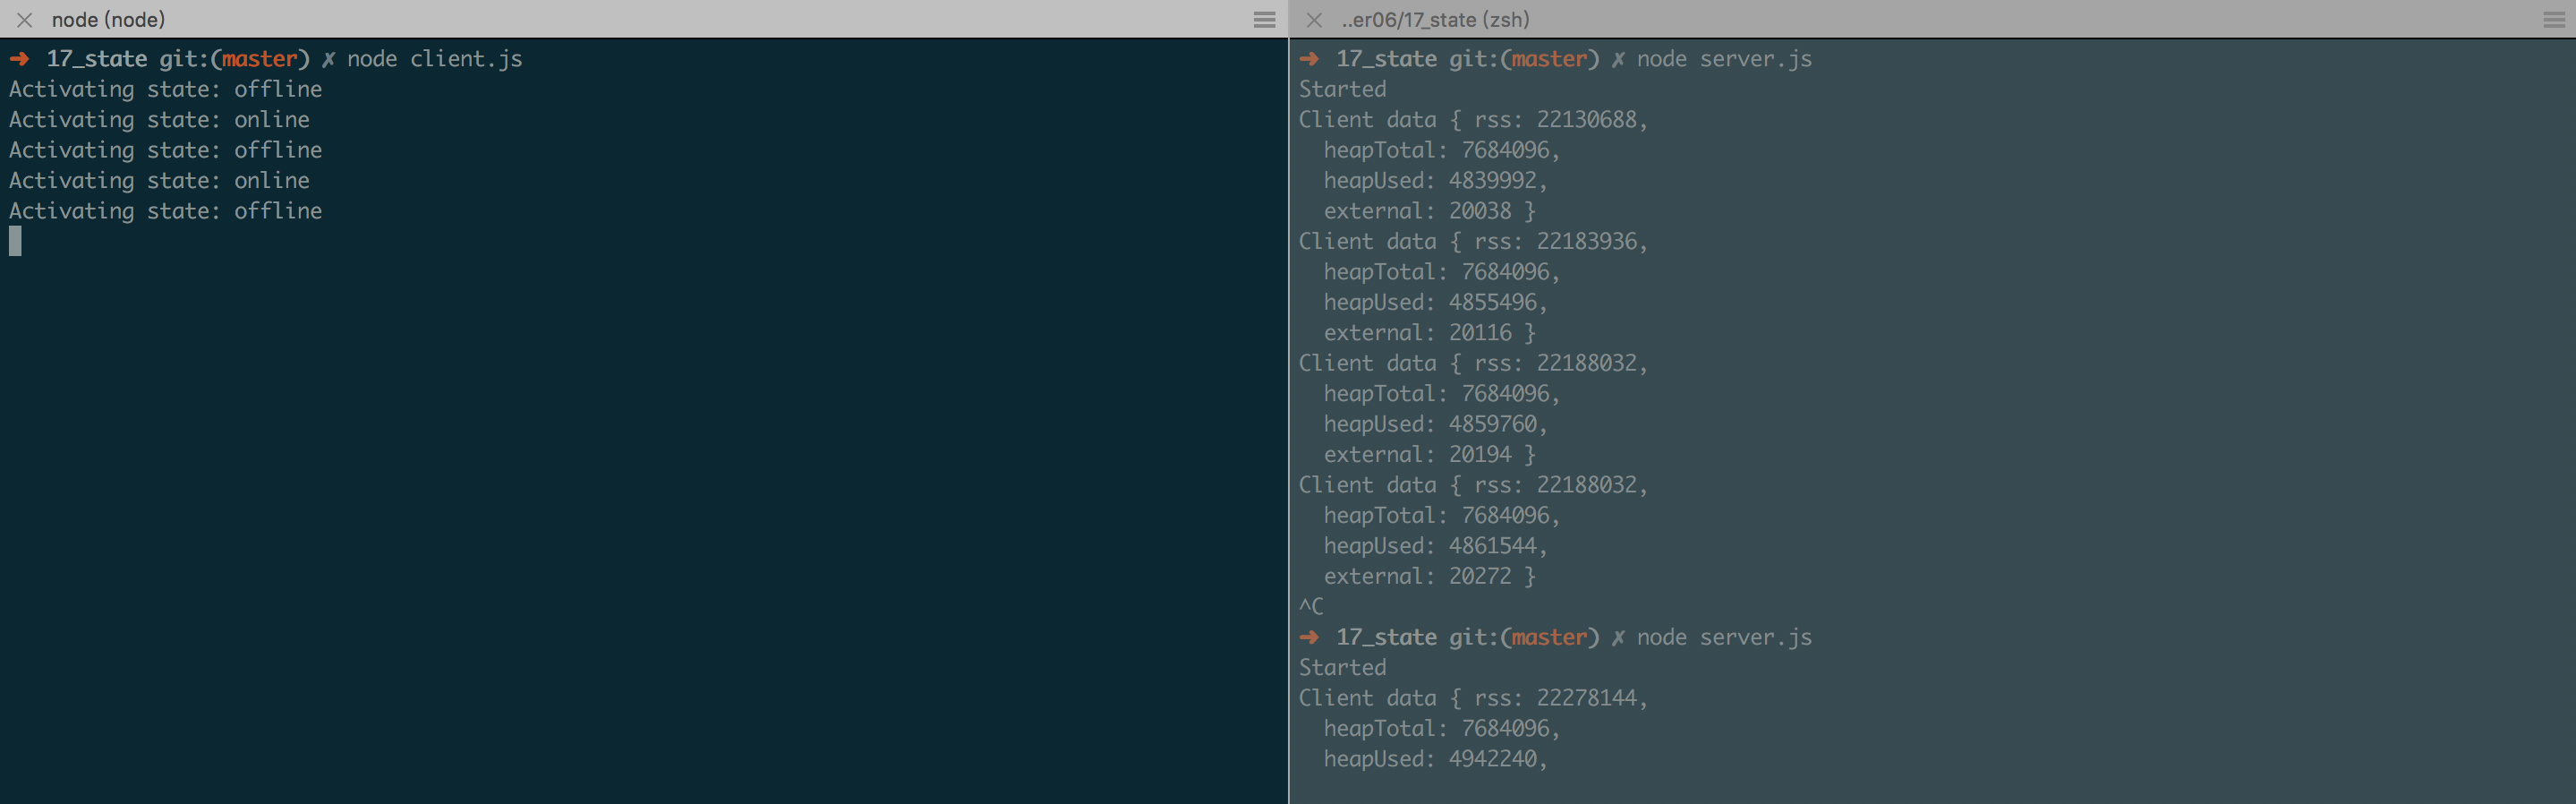 node (node)
➜ 17_state git:(master) ✗ node client.js
Activating state: offline
Activating state: online
Activating state: offline
Activating state: online
Activating state: offline
..er06/17_state (zsh)
➜ 17_state git:(master) ✗ node server.js
Started
Client data { rss: 22130688,
  heapTotal: 7684096,
  heapUsed: 4839992,
  external: 20038 }
Client data { rss: 22183936,
  heapTotal: 7684096,
  heapUsed: 4855496,
  external: 20116 }
Client data { rss: 22188032,
  heapTotal: 7684096,
  heapUsed: 4859760,
  external: 20194 }
Client data { rss: 22188032,
  heapTotal: 7684096,
  heapUsed: 4861544,
  external: 20272 }
^C
➜ 17_state git:(master) ✗ node server.js
Started
Client data { rss: 22278144,
  heapTotal: 7684096,
  heapUsed: 4942240,